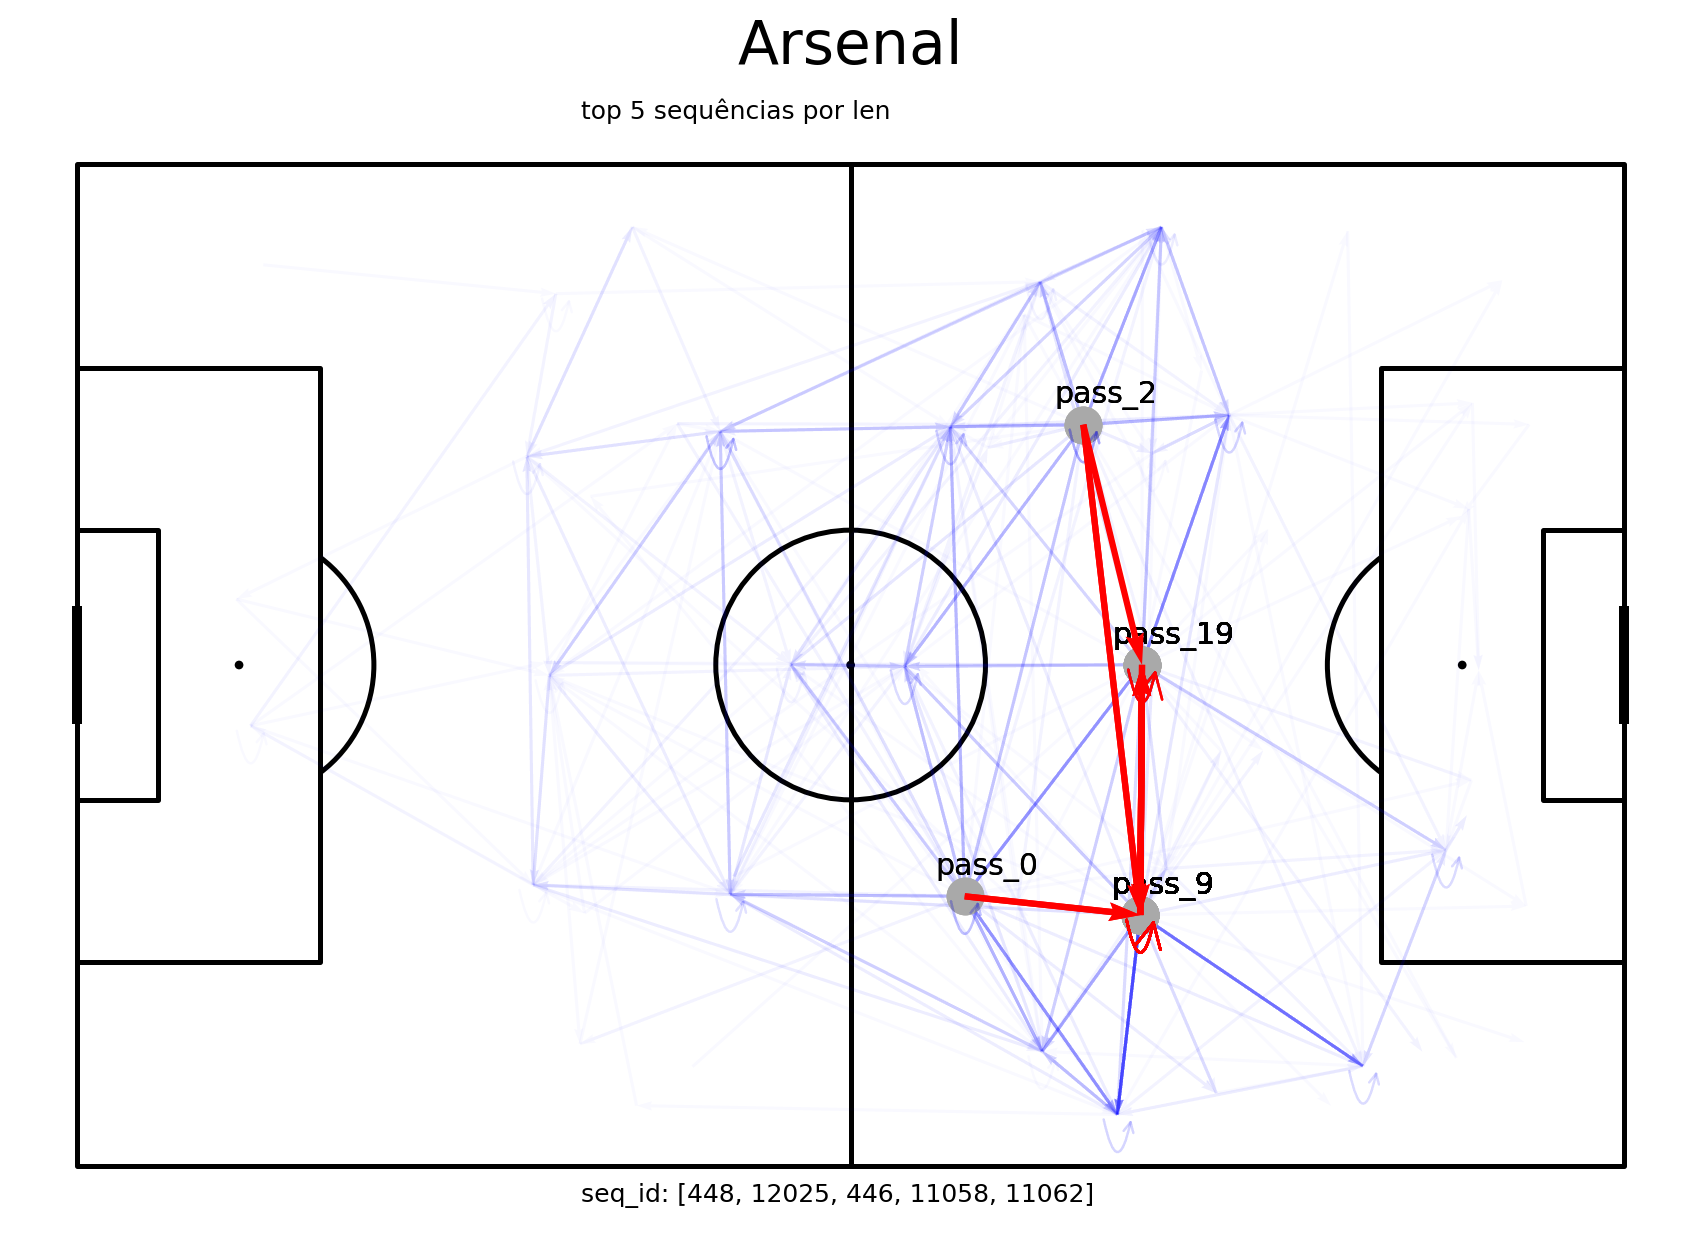 Arsenal
top 5 sequências por len
pass_2
pass_19
pass_0
pass_9
seq_id: [448, 12025, 446, 11058, 11062]